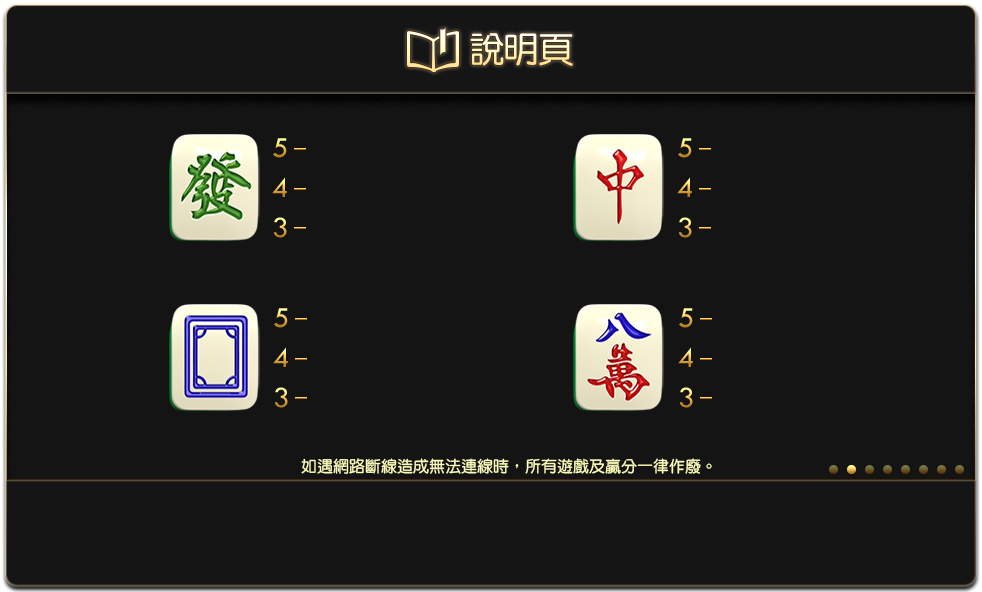 說明頁
發
5 –
4 –
3 –
中
5 –
4 –
3 –
5 –
4 –
3 –
八萬
5 –
4 –
3 –
如遇網路斷線造成無法連線時，所有遊戲及贏分一律作廢。